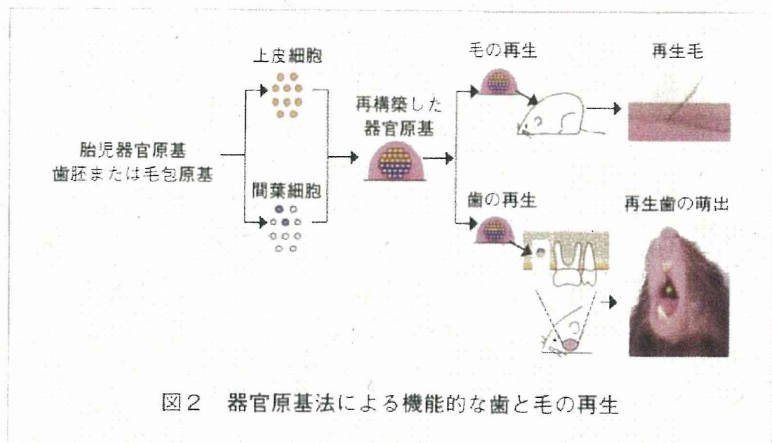 上皮細胞
胎児器官原基
歯胚または毛包原基
間葉細胞
再構築した
器官原基
毛の再生
再生毛
歯の再生
再生歯の萌出
図2 器官原基法による機能的な歯と毛の再生